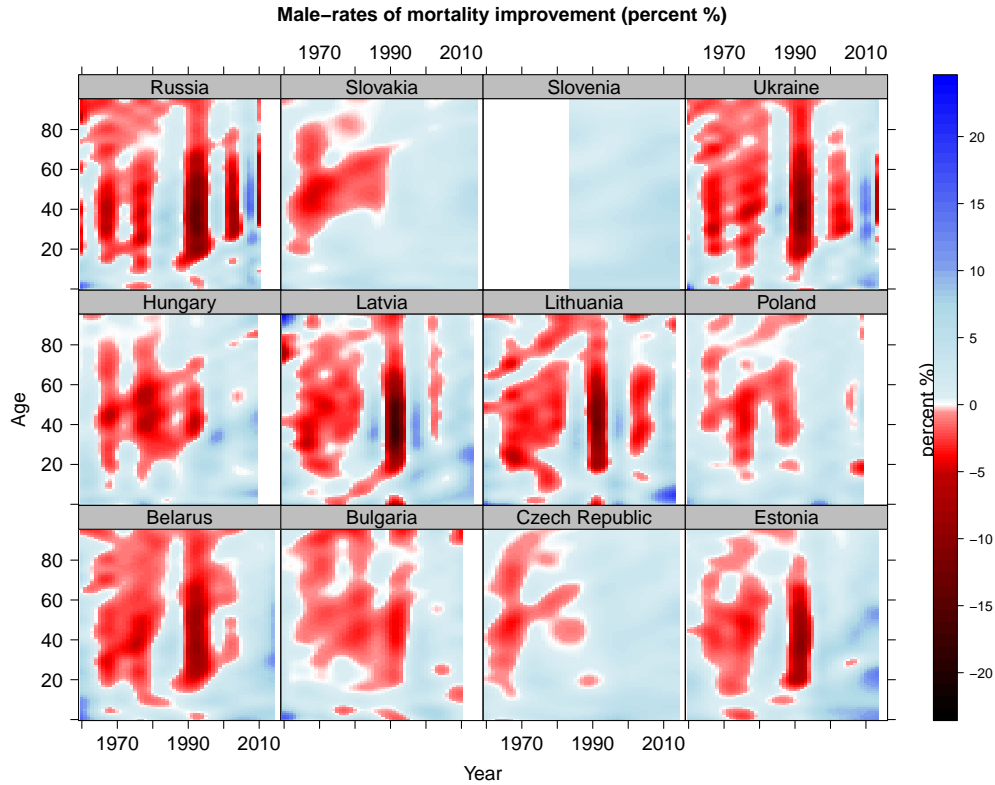 Male−rates of mortality improvement (percent %)
1970 1990 2010 1970 1990 2010
Russia Slovakia Slovenia Ukraine
80
60
40
20
Hungary Latvia Lithuania Poland
80
60
40
20
Belarus Bulgaria Czech Republic Estonia
80
60
40
20
1970 1990 2010 1970 1990 2010
Age
Year
20
15
10
5
0
−5
−10
−15
−20
percent %)